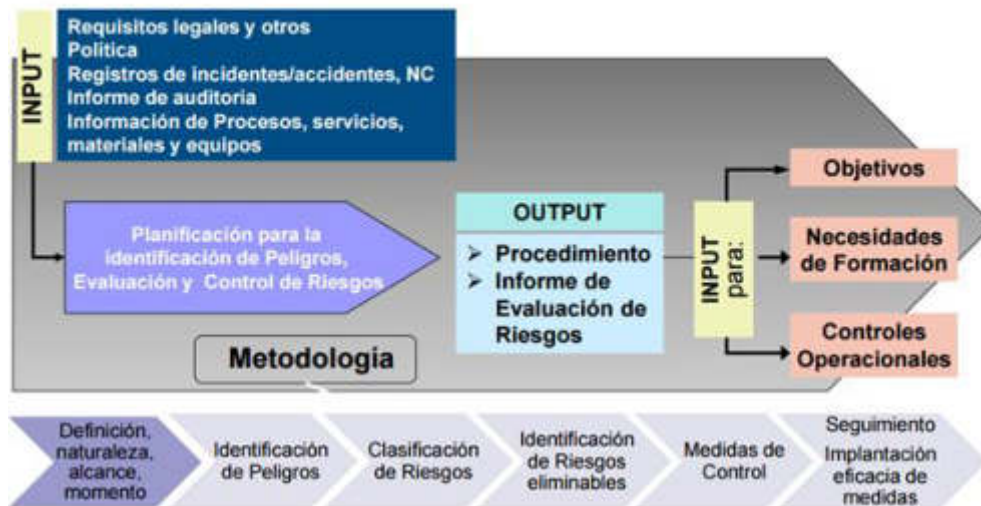 INPUT
Requisitos legales y otros
Política
Registros de incidentes/accidentes, NC
Informe de auditoria
Información de Procesos, servicios,
materiales y equipos
Planificación para la
identificación de Peligros,
Evaluación y Control de Riesgos
OUTPUT
➢ Procedimiento
➢ Informe de
Evaluación de
Riesgos
INPUT
para:
Objetivos
Necesidades
de Formación
Controles
Operacionales
Metodologia
Definición,
naturaleza,
alcance,
momento
Identificación
de Peligros
Clasificación
de Riesgos
Identificación
de Riesgos
eliminables
Medidas de
Control
Seguimiento
Implantación
eficacia de
medidas